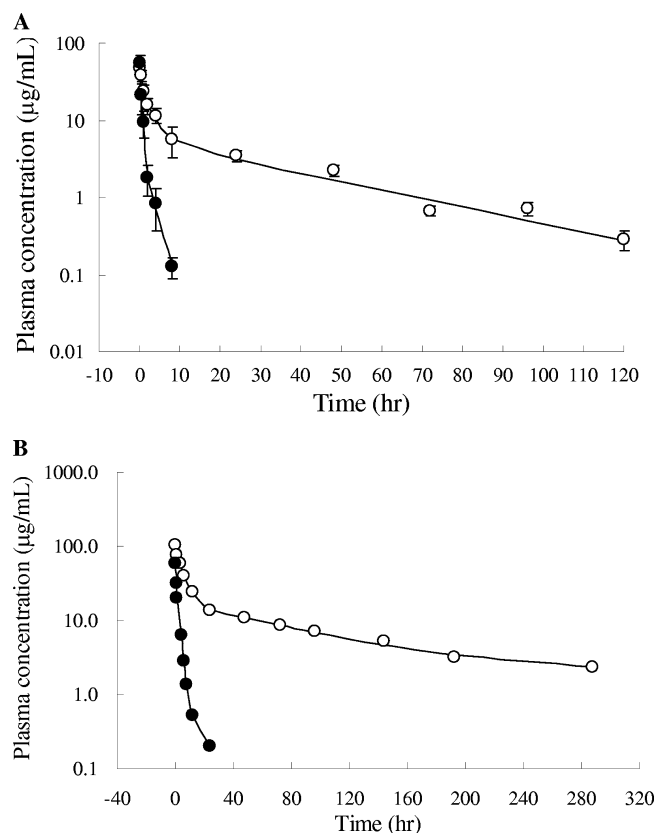 A
Plasma concentration (μg/mL)
100
10
1
0.1
0.01
-10 0 10 20 30 40 50 60 70 80 90 100 110 120
Time (hr)
B
Plasma concentration (μg/mL)
1000.0
100.0
10.0
1.0
0.1
-40 0 40 80 120 160 200 240 280 320
Time (hr)